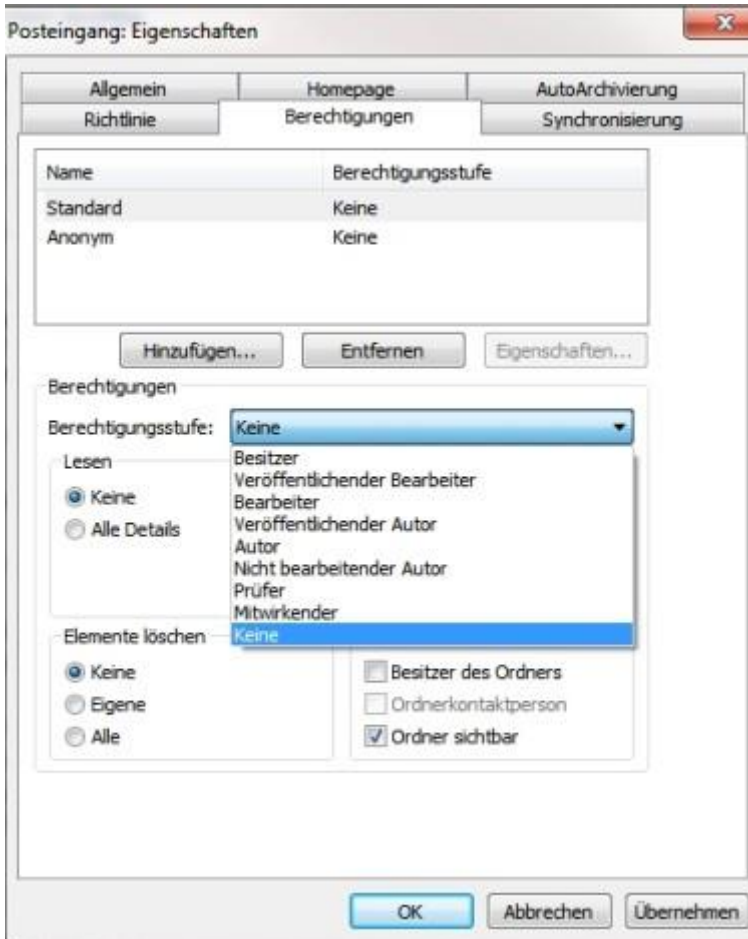 Posteingang: Eigenschaften
Allgemein Homepage AutoArchivierung
Richtlinie Berechtigungen Synchronisierung
Name Berechtigungsstufe
Standard Keine
Anonym Keine
Hinzufügen... Entfernen Eigenschaften...
Berechtigungen
Berechtigungsstufe: Keine
Besitzer
Veröffentlichender Bearbeiter
Bearbeiter
Veröffentlichender Autor
Autor
Nicht bearbeitender Autor
Prüfer
Mitwirkender
Keine
Lesen
Keine
Alle Details
Elemente löschen
Keine
Eigene
Alle
Besitzer des Ordners
Ordnerkontaktperson
Ordner sichtbar
OK Abbrechen Übernehmen